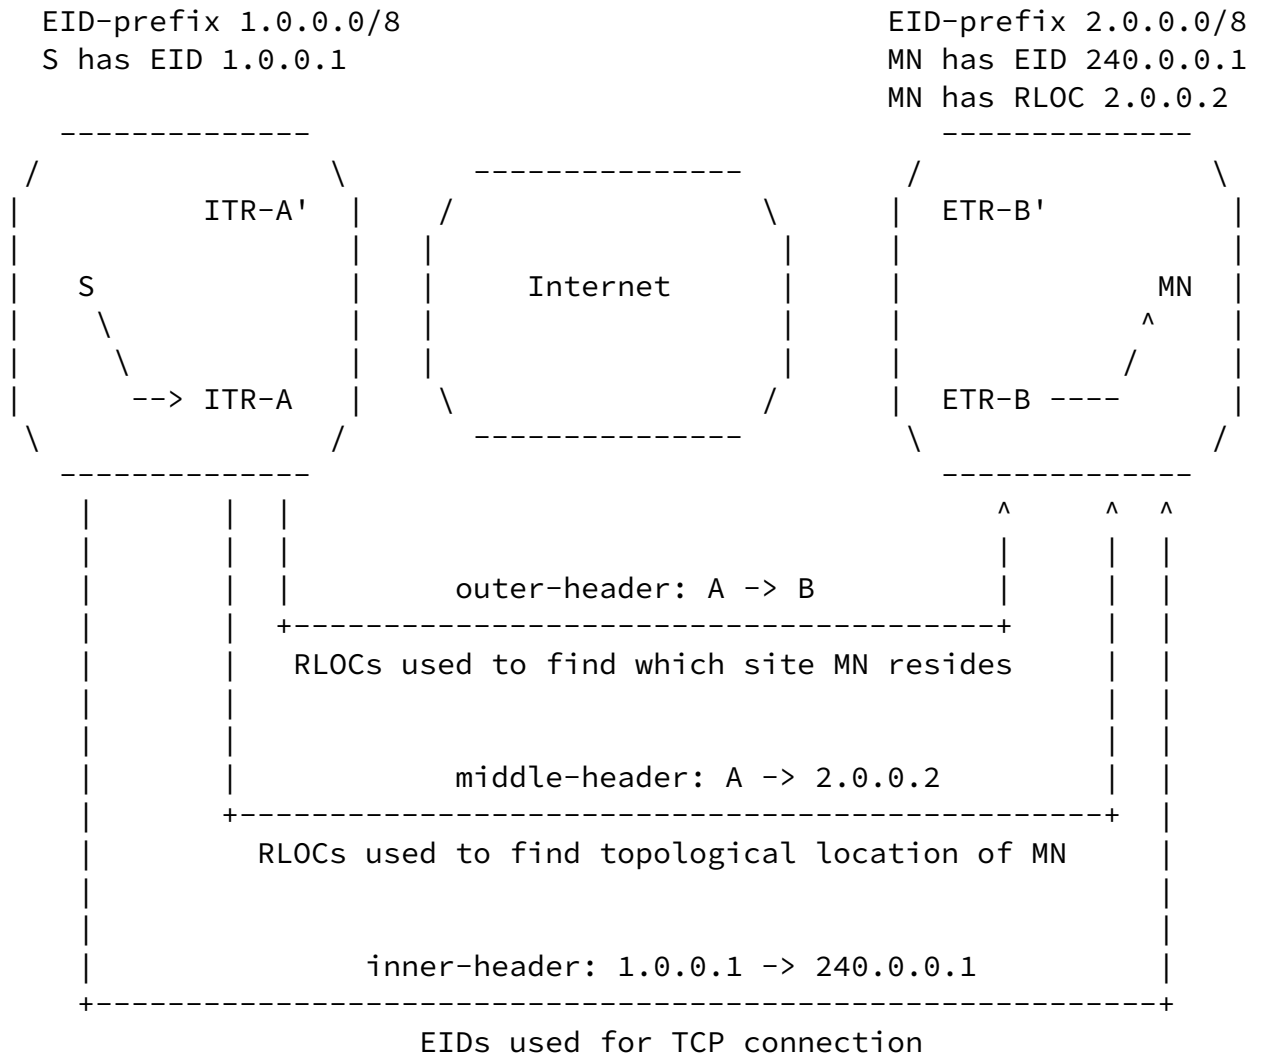 EID-prefix 1.0.0.0/8 EID-prefix 2.0.0.0/8
S has EID 1.0.0.1 MN has EID 240.0.0.1
MN has RLOC 2.0.0.2
ITR-A' ETR-B'
S Internet MN
--> ITR-A ETR-B ----
outer-header: A -> B
RLOCs used to find which site MN resides
middle-header: A -> 2.0.0.2
RLOCs used to find topological location of MN
inner-header: 1.0.0.1 -> 240.0.0.1
EIDs used for TCP connection